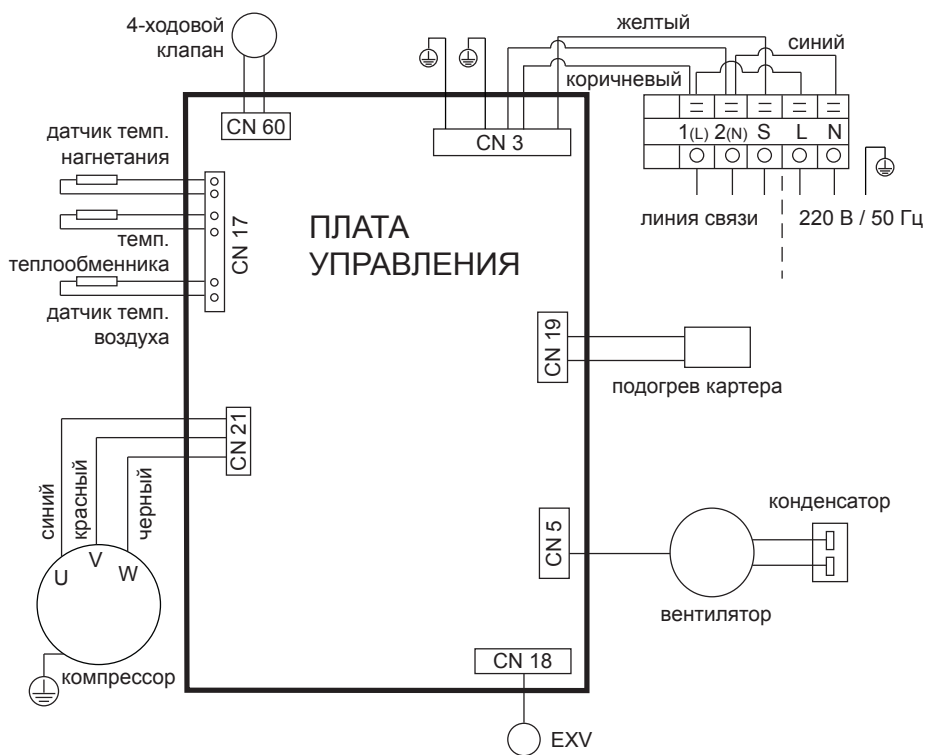 4-ходовой
клапан
желтый
синий
коричневый
CN 60
CN 3
1(L) 2(N) S L N
линия связи
220 В / 50 Гц
датчик темп.
нагнетания
темп.
теплообменника
датчик темп.
воздуха
CN 17
ПЛАТА
УПРАВЛЕНИЯ
CN 19
подогрев картера
CN 21
синий
красный
черный
U
V
W
компрессор
CN 5
конденсатор
вентилятор
CN 18
EXV